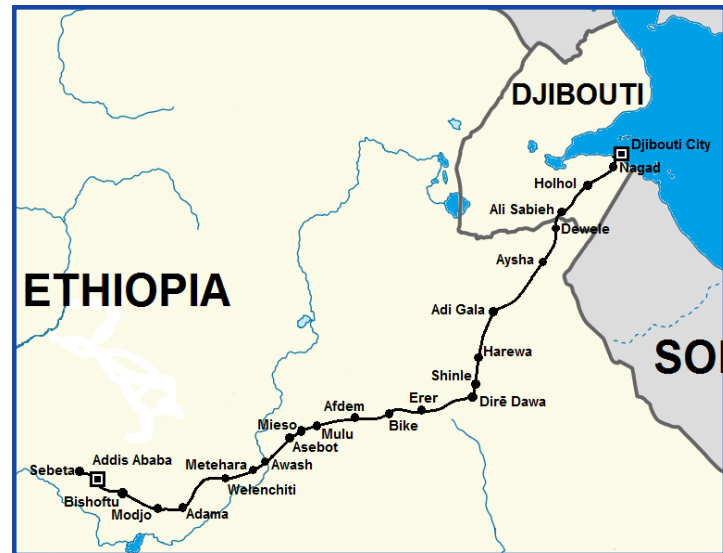 DJIBOUTI
Djibouti City
Nagad
Holhol
Ali Sabieh
Dewele
Aysha
ETHIOPIA
Adi Gala
Harewa
SOI
Shinle
Dirē Dawa
Erer
Afdem
Bike
Mieso
Mulu
Asebot
Addis Ababa
Metehara
Awash
Sebeta
Welenchiti
Bishoftu
Modjo
Adama